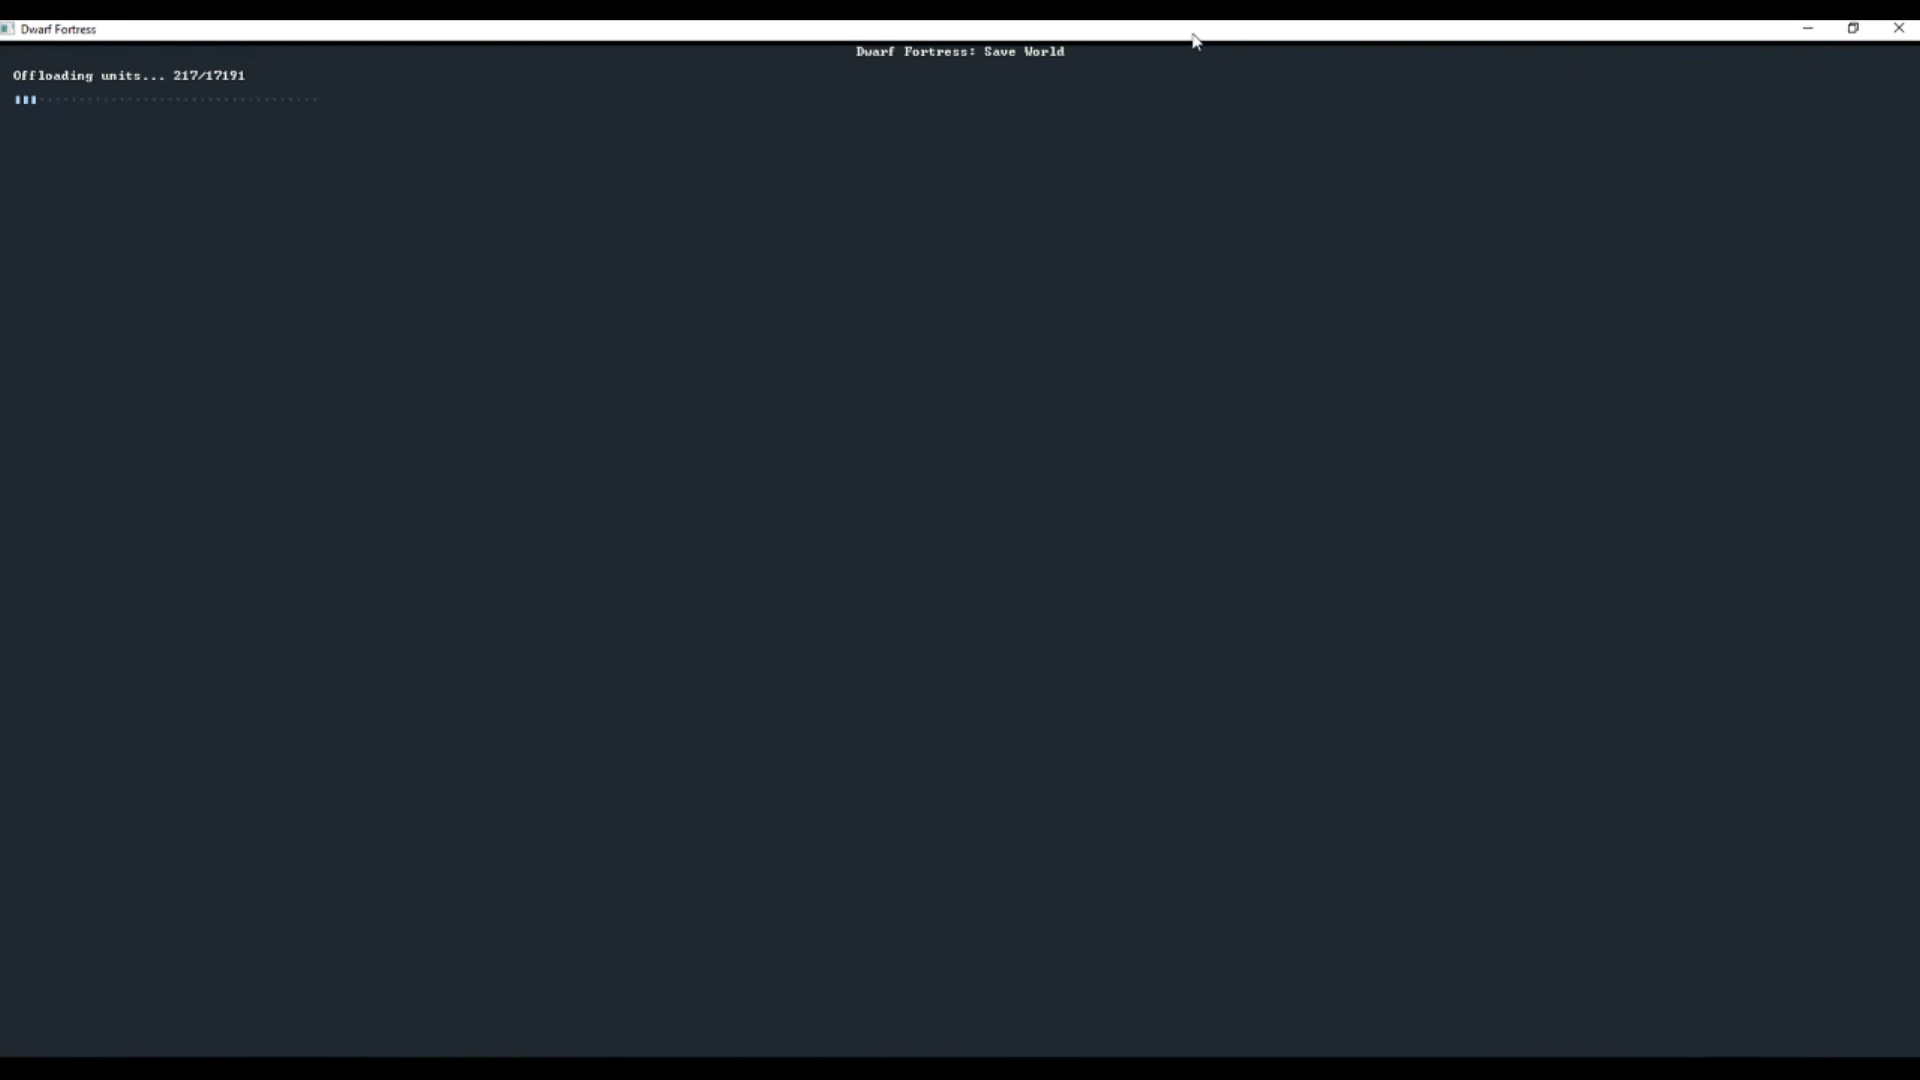 Dwarf Fortress
Dwarf Fortress: Save World
Offloading units... 217/17191